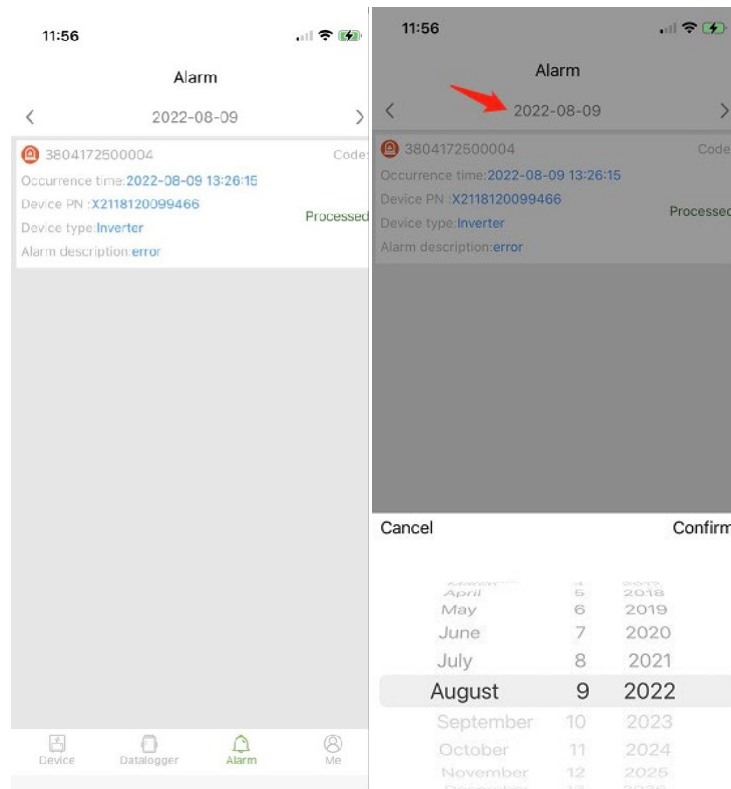 11:56
Alarm
< 2022-08-09 >
3804172500004 Code:
Occurrence time:2022-08-09 13:26:15
Device PN :X2118120099466
Processed
Device type:Inverter
Alarm description:error
Device Datalogger Alarm Me
11:56
Alarm
< 2022-08-09 >
3804172500004 Code:
Occurrence time:2022-08-09 13:26:15
Device PN :X2118120099466
Processed
Device type:Inverter
Alarm description:error
Cancel Confirm
April 5 2018
May 6 2019
June 7 2020
July 8 2021
August 9 2022
September 10 2023
October 11 2024
November 12 2025